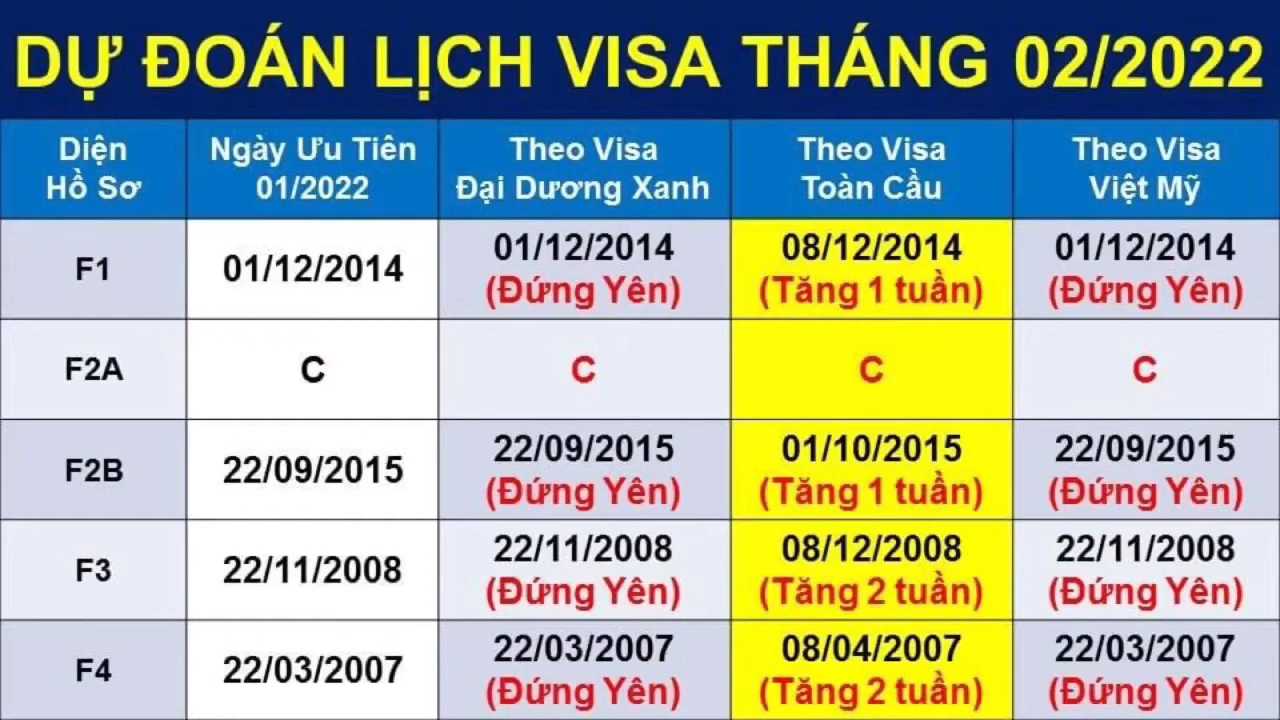 DỰ ĐOÁN LỊCH VISA THÁNG 02/2022
Diện
Hồ Sơ
Ngày Ưu Tiên
01/2022
Theo Visa
Đại Dương Xanh
Theo Visa
Toàn Cầu
Theo Visa
Việt Mỹ
F1
01/12/2014
01/12/2014
(Đứng Yên)
08/12/2014
(Tăng 1 tuần)
01/12/2014
(Đứng Yên)
F2A
C
C
C
C
F2B
22/09/2015
22/09/2015
(Đứng Yên)
01/10/2015
(Tăng 1 tuần)
22/09/2015
(Đứng Yên)
F3
22/11/2008
22/11/2008
(Đứng Yên)
08/12/2008
(Tăng 2 tuần)
22/11/2008
(Đứng Yên)
F4
22/03/2007
22/03/2007
(Đứng Yên)
08/04/2007
(Tăng 2 tuần)
22/03/2007
(Đứng Yên)